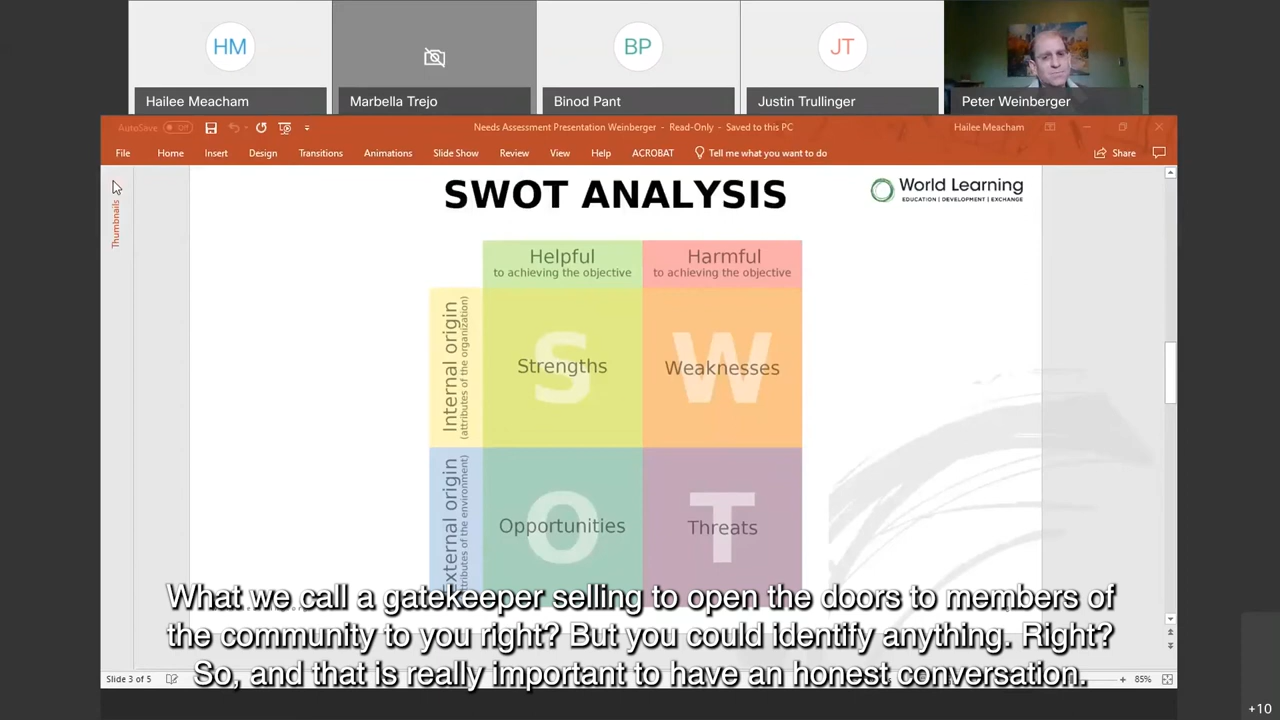 HM
BP
JT
Hailee Meacham
Marbella Trejo
Binod Pant
Justin Trullinger
Peter Weinberger
AutoSave
Off
Needs Assessment Presentation Weinberger - Read-Only - Saved to this PC
Hailee Meacham
File Home Insert Design Transitions Animations Slide Show Review View Help ACROBAT Tell me what you want to do Share
Thumbnails
SWOT ANALYSIS
World Learning
EDUCATION | DEVELOPMENT | EXCHANGE
Helpful
to achieving the objective
Harmful
to achieving the objective
Internal origin
(attributes of the organization)
S
Strengths
W
Weaknesses
External origin
(attributes of the environment)
O
Opportunities
T
Threats
What we call a gatekeeper selling to open the doors to members of
the community to you right? But you could identify anything. Right?
So, and that is really important to have an honest conversation.
Slide 3 of 5
85%
+10